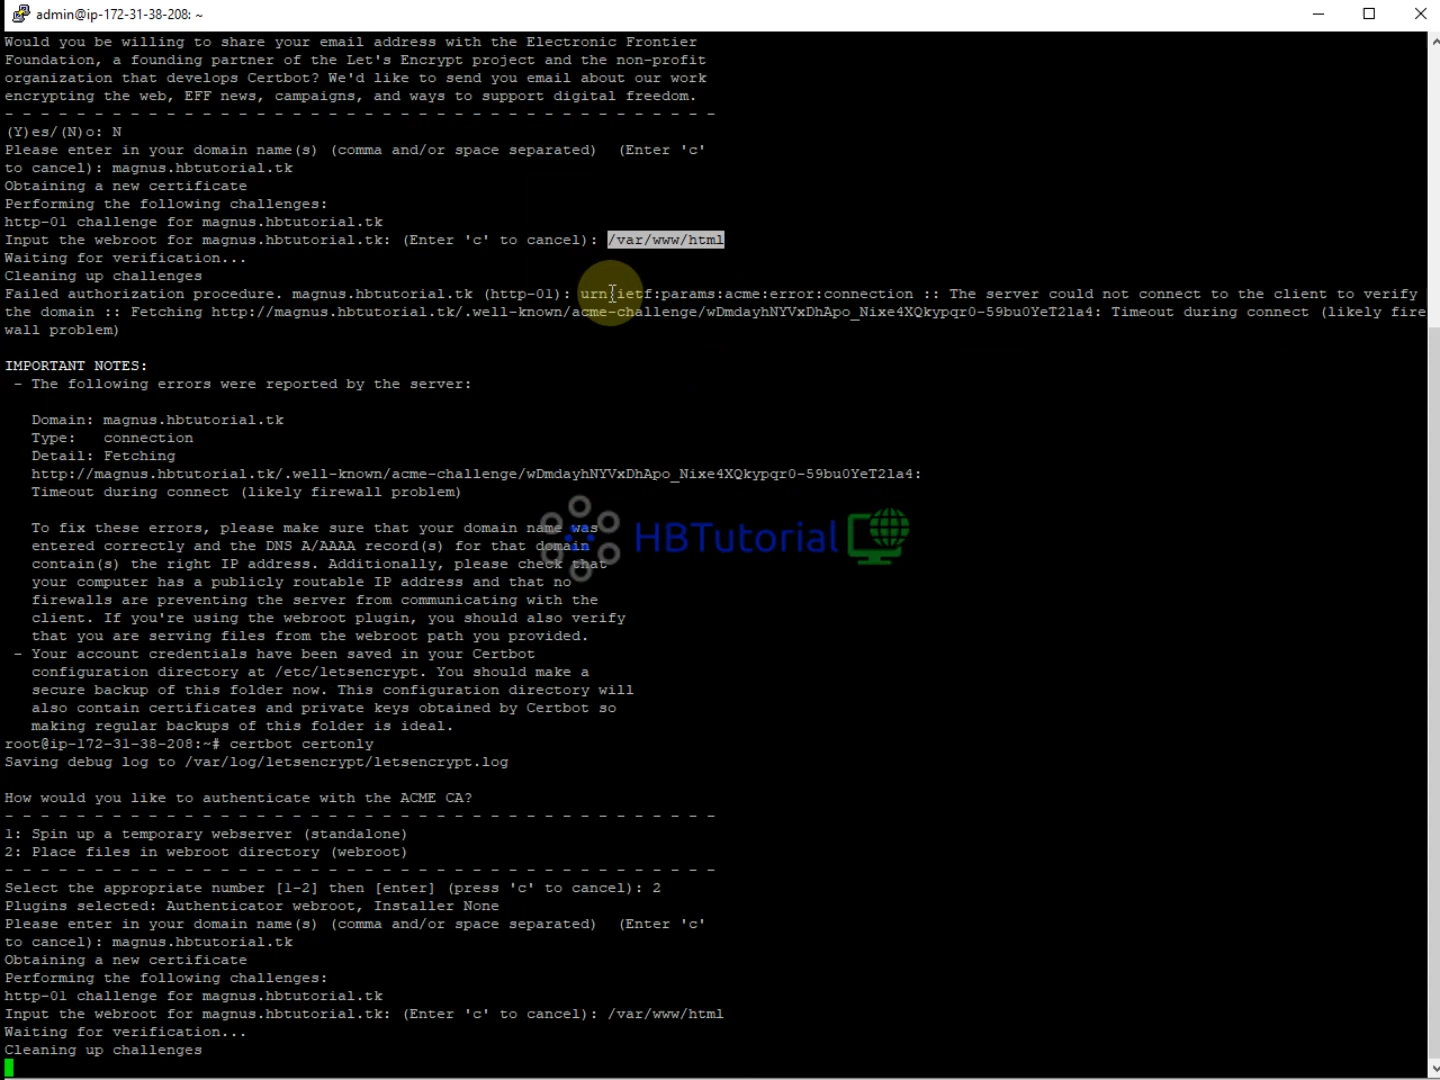 admin@ip-172-31-38-208: ~
Would you be willing to share your email address with the Electronic Frontier
Foundation, a founding partner of the Let's Encrypt project and the non-profit
organization that develops Certbot? We'd like to send you email about our work
encrypting the web, EFF news, campaigns, and ways to support digital freedom.
- - - - - - - - - - - - - - - - - - - - - - - - - - - - - - - - - - - - - - - -
(Y)es/(N)o: N
Please enter in your domain name(s) (comma and/or space separated)  (Enter 'c'
to cancel): magnus.hbtutorial.tk
Obtaining a new certificate
Performing the following challenges:
http-01 challenge for magnus.hbtutorial.tk
Input the webroot for magnus.hbtutorial.tk: (Enter 'c' to cancel): /var/www/html
Waiting for verification...
Cleaning up challenges
Failed authorization procedure. magnus.hbtutorial.tk (http-01): urn:ietf:params:acme:error:connection :: The server could not connect to the client to verify
the domain :: Fetching http://magnus.hbtutorial.tk/.well-known/acme-challenge/wDmdayhNYVxDhApo_Nixe4XQkypqr0-59bu0YeT2la4: Timeout during connect (likely fire
wall problem)
IMPORTANT NOTES:
- The following errors were reported by the server:
Domain: magnus.hbtutorial.tk
Type:   connection
Detail: Fetching
http://magnus.hbtutorial.tk/.well-known/acme-challenge/wDmdayhNYVxDhApo_Nixe4XQkypqr0-59bu0YeT2la4:
Timeout during connect (likely firewall problem)
To fix these errors, please make sure that your domain name was
entered correctly and the DNS A/AAAA record(s) for that domain
contain(s) the right IP address. Additionally, please check that
your computer has a publicly routable IP address and that no
firewalls are preventing the server from communicating with the
client. If you're using the webroot plugin, you should also verify
that you are serving files from the webroot path you provided.
HBTutorial
- Your account credentials have been saved in your Certbot
configuration directory at /etc/letsencrypt. You should make a
secure backup of this folder now. This configuration directory will
also contain certificates and private keys obtained by Certbot so
making regular backups of this folder is ideal.
root@ip-172-31-38-208:~# certbot certonly
Saving debug log to /var/log/letsencrypt/letsencrypt.log
How would you like to authenticate with the ACME CA?
- - - - - - - - - - - - - - - - - - - - - - - - - - - - - - - - - - - - - - - -
1: Spin up a temporary webserver (standalone)
2: Place files in webroot directory (webroot)
- - - - - - - - - - - - - - - - - - - - - - - - - - - - - - - - - - - - - - - -
Select the appropriate number [1-2] then [enter] (press 'c' to cancel): 2
Plugins selected: Authenticator webroot, Installer None
Please enter in your domain name(s) (comma and/or space separated)  (Enter 'c'
to cancel): magnus.hbtutorial.tk
Obtaining a new certificate
Performing the following challenges:
http-01 challenge for magnus.hbtutorial.tk
Input the webroot for magnus.hbtutorial.tk: (Enter 'c' to cancel): /var/www/html
Waiting for verification...
Cleaning up challenges